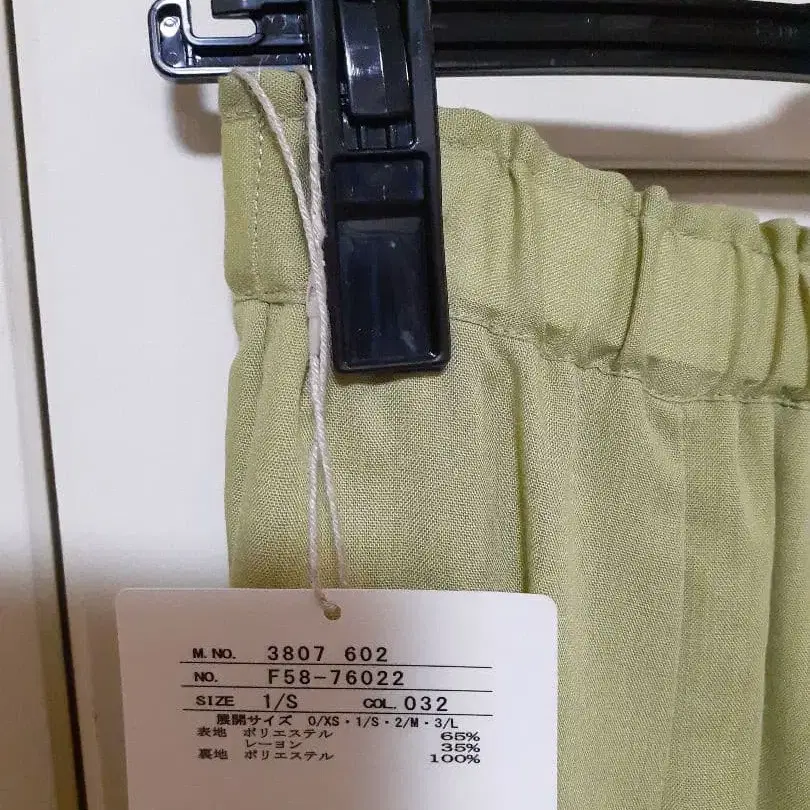 M. NO. 3807 602
NO. F58-76022
SIZE 1/S COL. 032
展開サイズ 0/XS・1/S・2/M・3/L
表地 ポリエステル 65%
レーヨン 35%
裏地 ポリエステル 100%